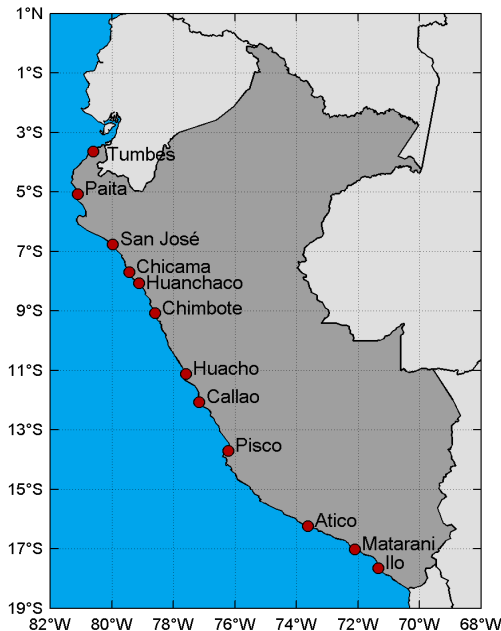 1°N
1°S
3°S
Tumbes
5°S
Paita
7°S
San José
Chicama
Huanchaco
9°S
Chimbote
11°S
Huacho
Callao
13°S
Pisco
15°S
Atico
Matarani
17°S
Ilo
19°S
82°W 80°W 78°W 76°W 74°W 72°W 70°W 68°W